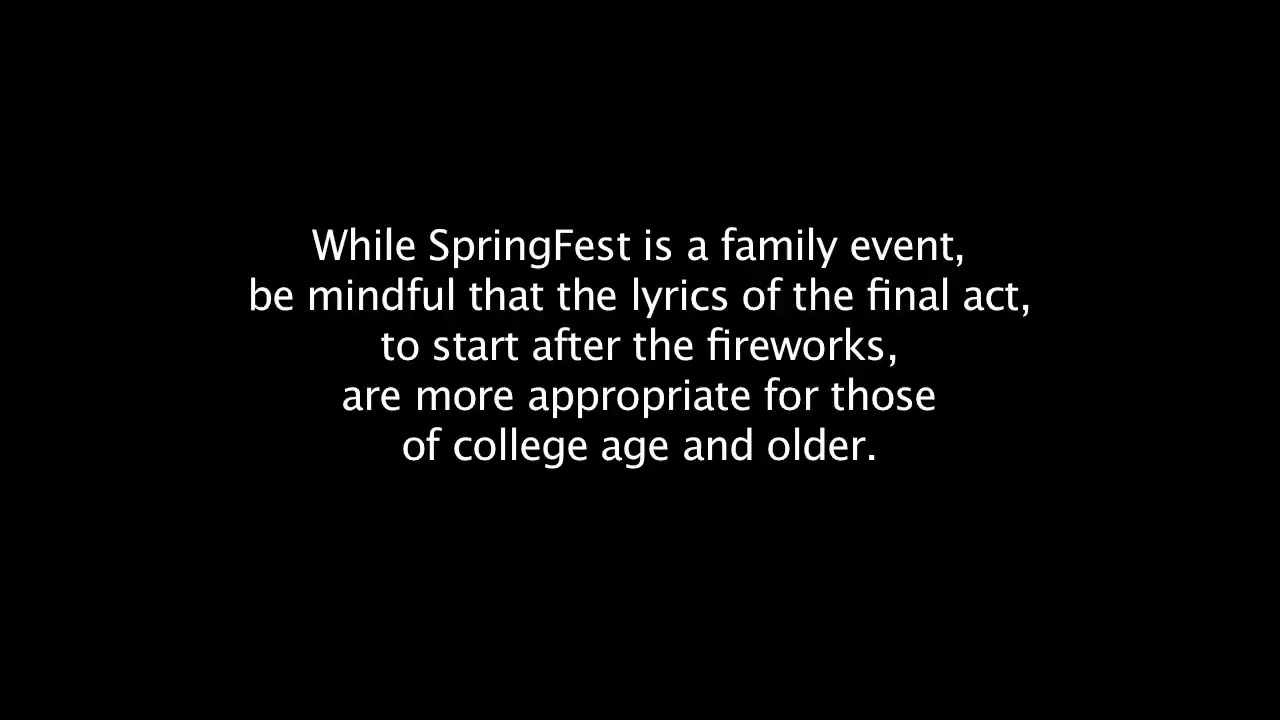 While SpringFest is a family event,
be mindful that the lyrics of the final act,
to start after the fireworks,
are more appropriate for those
of college age and older.